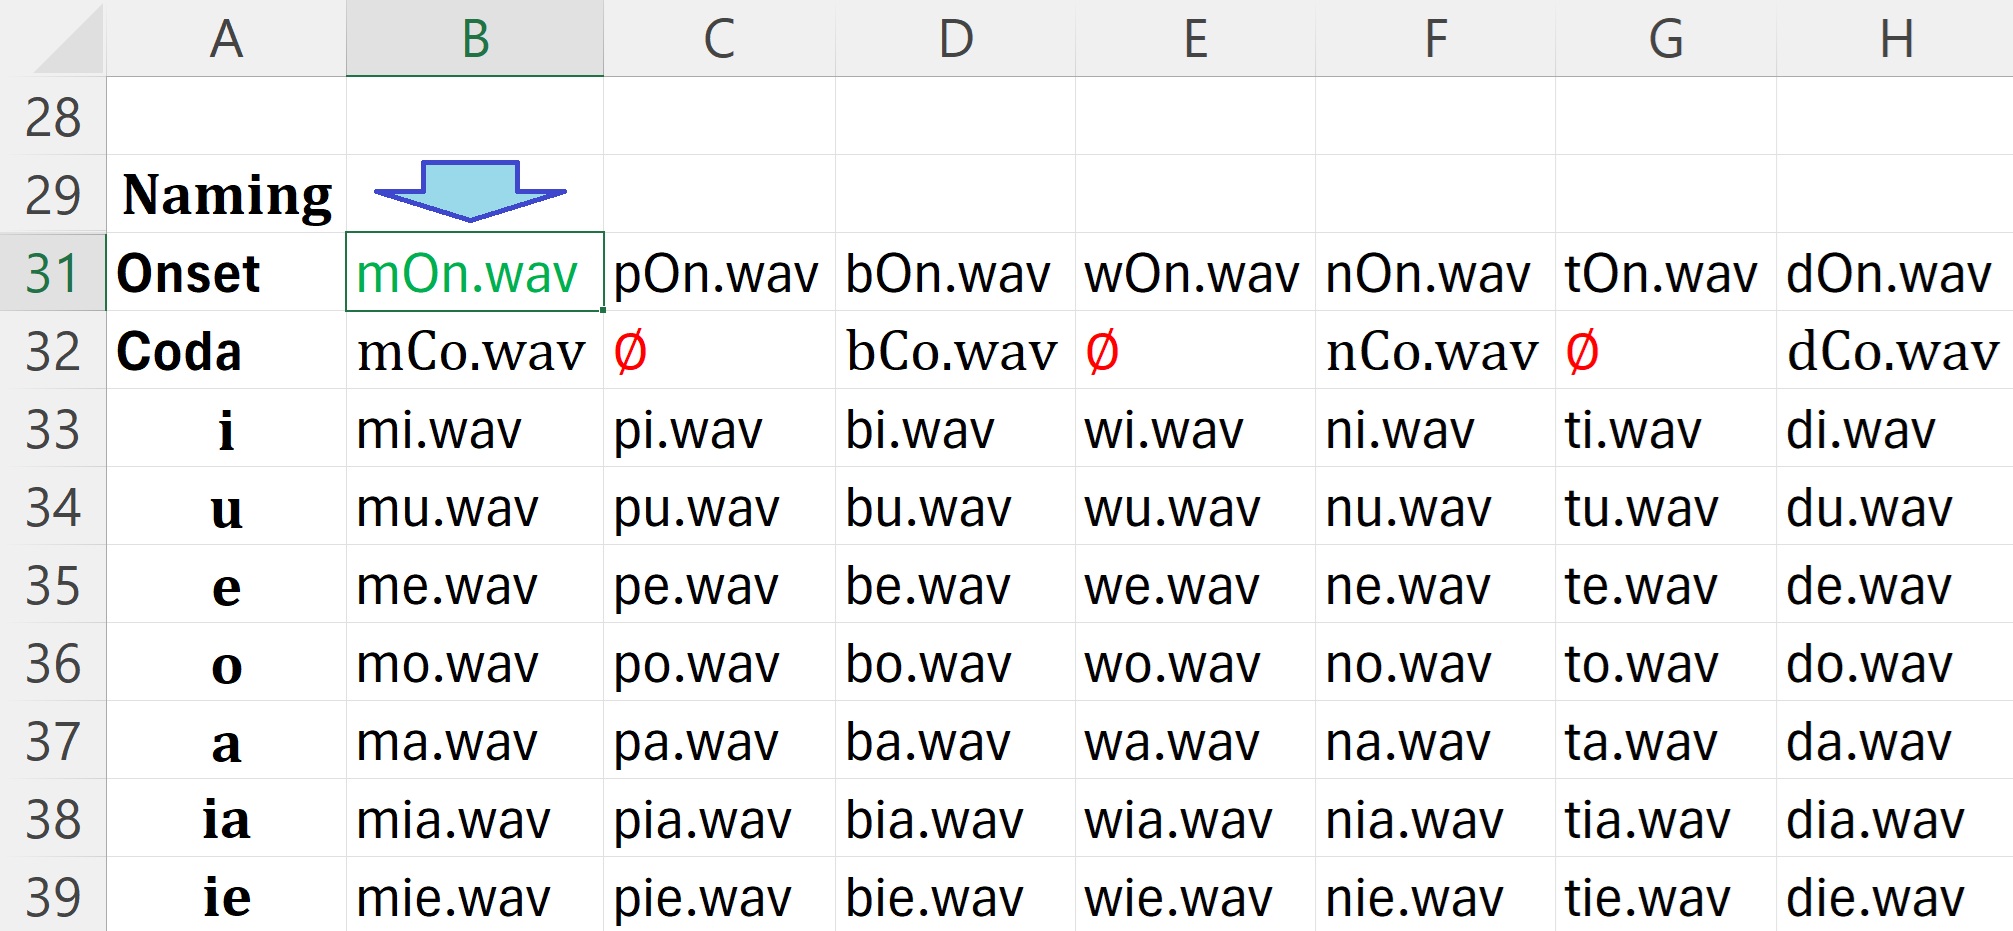 A B C D E F G H
28
29 Naming
31 Onset mOn.wav pOn.wav bOn.wav wOn.wav nOn.wav tOn.wav dOn.wav
32 Coda mCo.wav Ø bCo.wav Ø nCo.wav Ø dCo.wav
33 i mi.wav pi.wav bi.wav wi.wav ni.wav ti.wav di.wav
34 u mu.wav pu.wav bu.wav wu.wav nu.wav tu.wav du.wav
35 e me.wav pe.wav be.wav we.wav ne.wav te.wav de.wav
36 o mo.wav po.wav bo.wav wo.wav no.wav to.wav do.wav
37 a ma.wav pa.wav ba.wav wa.wav na.wav ta.wav da.wav
38 ia mia.wav pia.wav bia.wav wia.wav nia.wav tia.wav dia.wav
39 ie mie.wav pie.wav bie.wav wie.wav nie.wav tie.wav die.wav